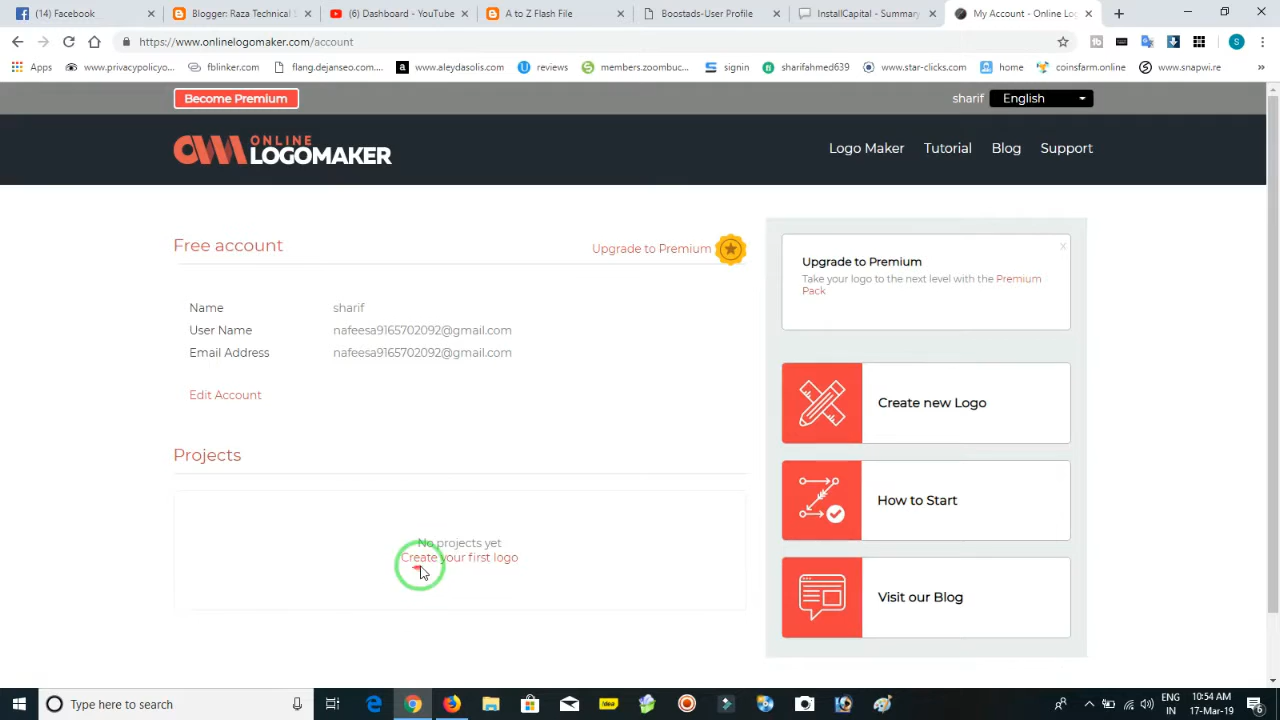 (14) Facebook
Blogger: Raza Technical S
(6) Dashboard - YouTube
A to Z Flash File
Boostads-User Profile
InstallCapital - Summary
My Account - Online Log
https://www.onlinelogomaker.com/account
Apps
www.privacypolicyo...
fblinker.com
flang.dejanseo.com....
www.aleydasolis.com
reviews
members.zoombuc...
signin
sharifahmed639
www.star-clicks.com
home
coinsfarm.online
www.snapwi.re
Become Premium
sharif
English
ONLINE
LOGOMAKER
Logo Maker
Tutorial
Blog
Support
Free account
Upgrade to Premium
Name sharif
User Name nafeesa9165702092@gmail.com
Email Address nafeesa9165702092@gmail.com
Edit Account
Projects
No projects yet
Create your first logo
x
Upgrade to Premium
Take your logo to the next level with the Premium
Pack
Create new Logo
How to Start
Visit our Blog
Type here to search
ENG
IN
10:54 AM
17-Mar-19
6